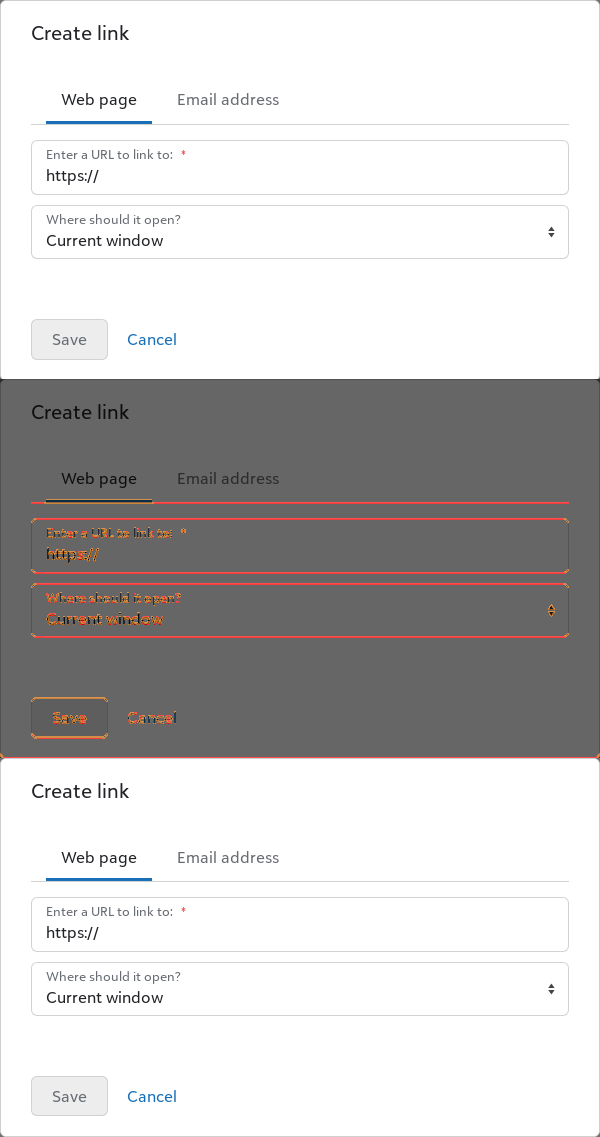 Create link
Web page Email address
Enter a URL to link to: *
https://
Where should it open?
Current window
Save Cancel
Create link
Web page Email address
Enter a URL to link to: *
https://
Where should it open?
Current window
Save Cancel
Create link
Web page Email address
Enter a URL to link to: *
https://
Where should it open?
Current window
Save Cancel